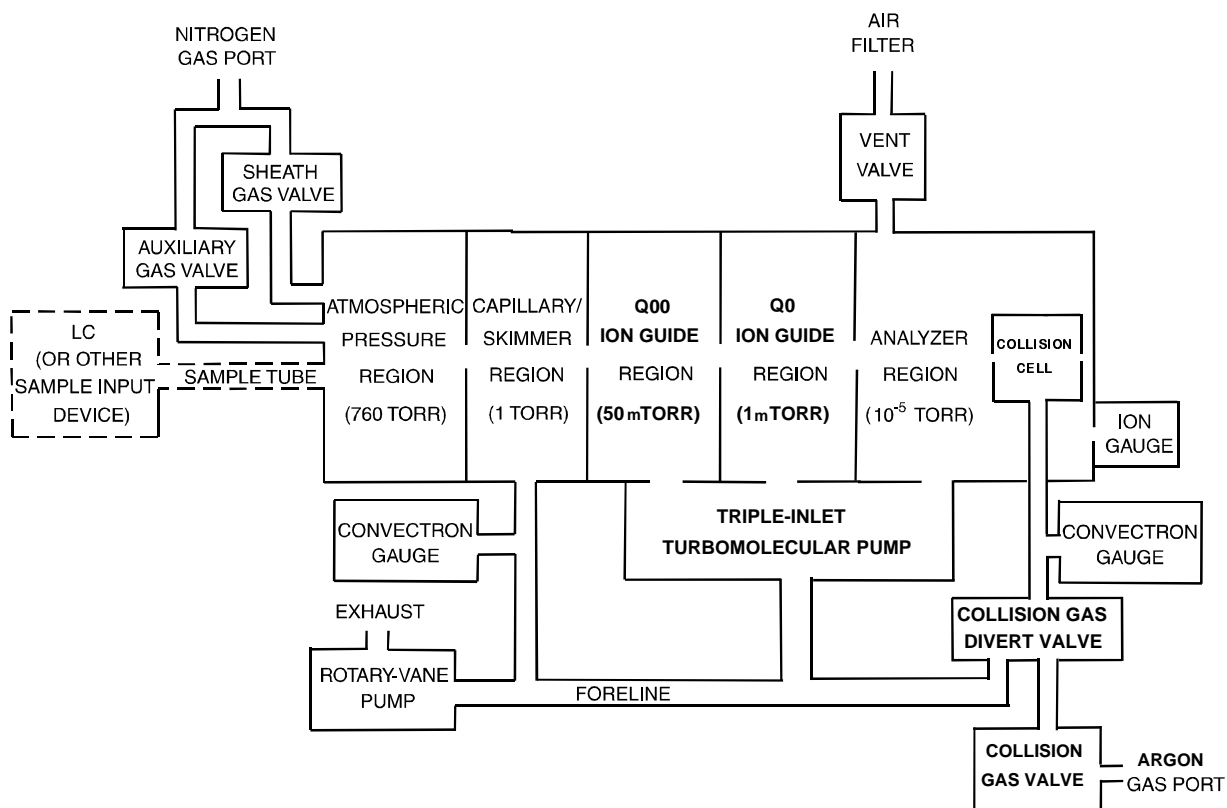 NITROGEN
GAS PORT
AIR
FILTER
VENT
VALVE
SHEATH
GAS VALVE
AUXILIARY
GAS VALVE
LC
(OR OTHER
SAMPLE INPUT
DEVICE)
SAMPLE TUBE
ATMOSPHERIC
PRESSURE
REGION
(760 TORR)
CAPILLARY/
SKIMMER
REGION
(1 TORR)
Q00
ION GUIDE
REGION
(50 mTORR)
Q0
ION GUIDE
REGION
(1mTORR)
ANALYZER
REGION
(10⁻⁵ TORR)
COLLISION
CELL
ION
GAUGE
CONVECTRON
GAUGE
TRIPLE-INLET
TURBOMOLECULAR PUMP
CONVECTRON
GAUGE
EXHAUST
ROTARY-VANE
PUMP
FORELINE
COLLISION GAS
DIVERT VALVE
COLLISION
GAS VALVE
ARGON
GAS PORT